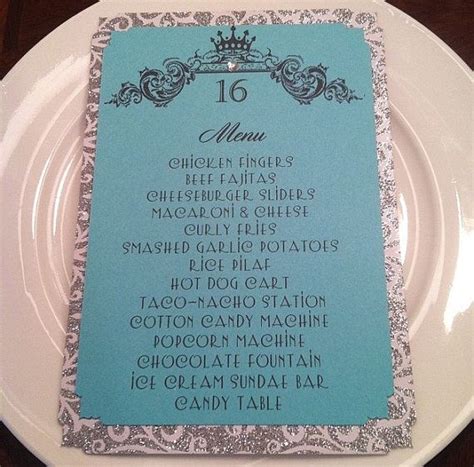 16
Menu
CHICKEN FINGERS
BEEF FAJITAS
CHEESEBURGER SLIDERS
MACARONI & CHEESE
CURLY FRIES
SMASHED GARLIC POTATOES
RICE PILAF
HOT DOG CART
TACO-NACHO STATION
COTTON CANDY MACHINE
POPCORN MACHINE
CHOCOLATE FOUNTAIN
ICE CREAM SUNDAE BAR
CANDY TABLE